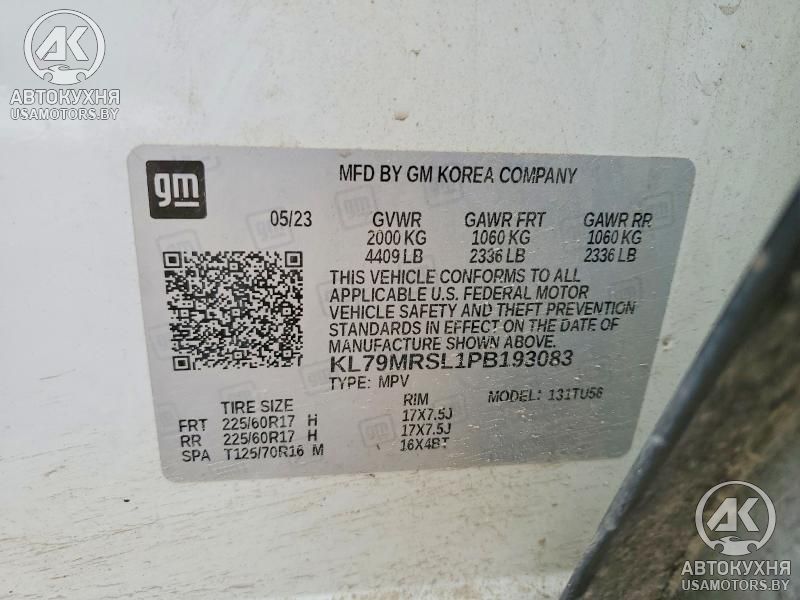 AK
АВТОКУХНЯ
USAMOTORS.BY
gm
MFD BY GM KOREA COMPANY
05/23 GVWR GAWR FRT GAWR RR
2000 KG 1060 KG 1060 KG
4409 LB 2336 LB 2336 LB
THIS VEHICLE CONFORMS TO ALL
APPLICABLE U.S. FEDERAL MOTOR
VEHICLE SAFETY AND THEFT PREVENTION
STANDARDS IN EFFECT ON THE DATE OF
MANUFACTURE SHOWN ABOVE.
KL79MRSL1PB193083
TYPE: MPV MODEL: 131TU56
TIRE SIZE RIM
FRT 225/60R17 H 17X7.5J
RR 225/60R17 H 17X7.5J
SPA T125/70R16 M 16X4BT
AK
АВТОКУХНЯ
USAMOTORS.BY